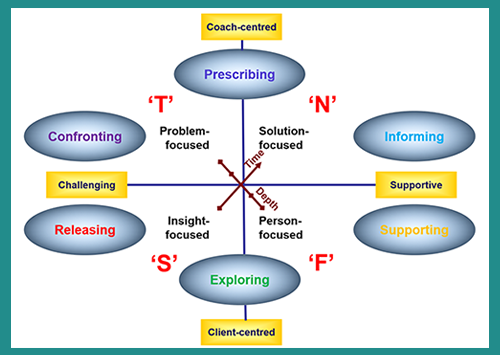 Coach-centred
Prescribing
‘T’
‘N’
Confronting
Problem-
focused
Solution-
focused
Informing
Time
Challenging
Supportive
Depth
Releasing
Insight-
focused
Person-
focused
Supporting
‘S’
‘F’
Exploring
Client-centred